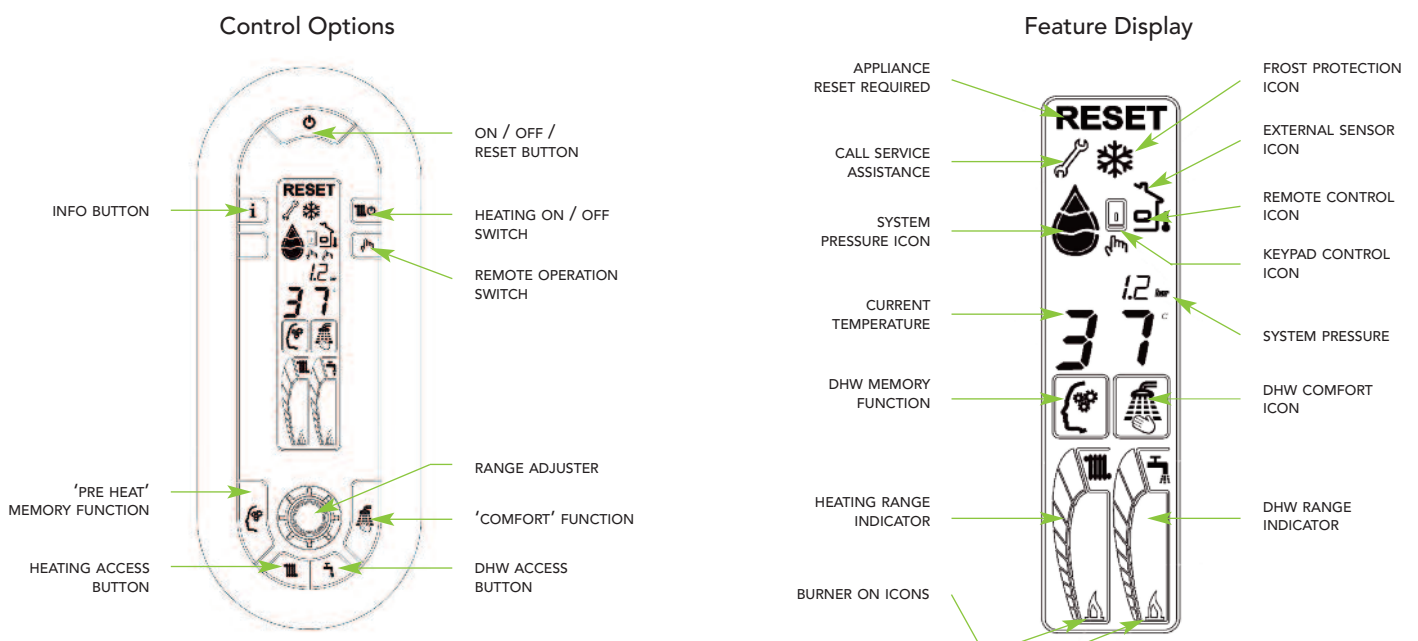 Control Options
ON / OFF /
RESET BUTTON
INFO BUTTON
HEATING ON / OFF
SWITCH
REMOTE OPERATION
SWITCH
RANGE ADJUSTER
'PRE HEAT'
MEMORY FUNCTION
'COMFORT' FUNCTION
HEATING ACCESS
BUTTON
DHW ACCESS
BUTTON
RESET
i
1.2
37
Feature Display
APPLIANCE
RESET REQUIRED
FROST PROTECTION
ICON
CALL SERVICE
ASSISTANCE
EXTERNAL SENSOR
ICON
SYSTEM
PRESSURE ICON
REMOTE CONTROL
ICON
KEYPAD CONTROL
ICON
CURRENT
TEMPERATURE
SYSTEM PRESSURE
DHW MEMORY
FUNCTION
DHW COMFORT
ICON
HEATING RANGE
INDICATOR
DHW RANGE
INDICATOR
BURNER ON ICONS
RESET
1.2 bar
37 c